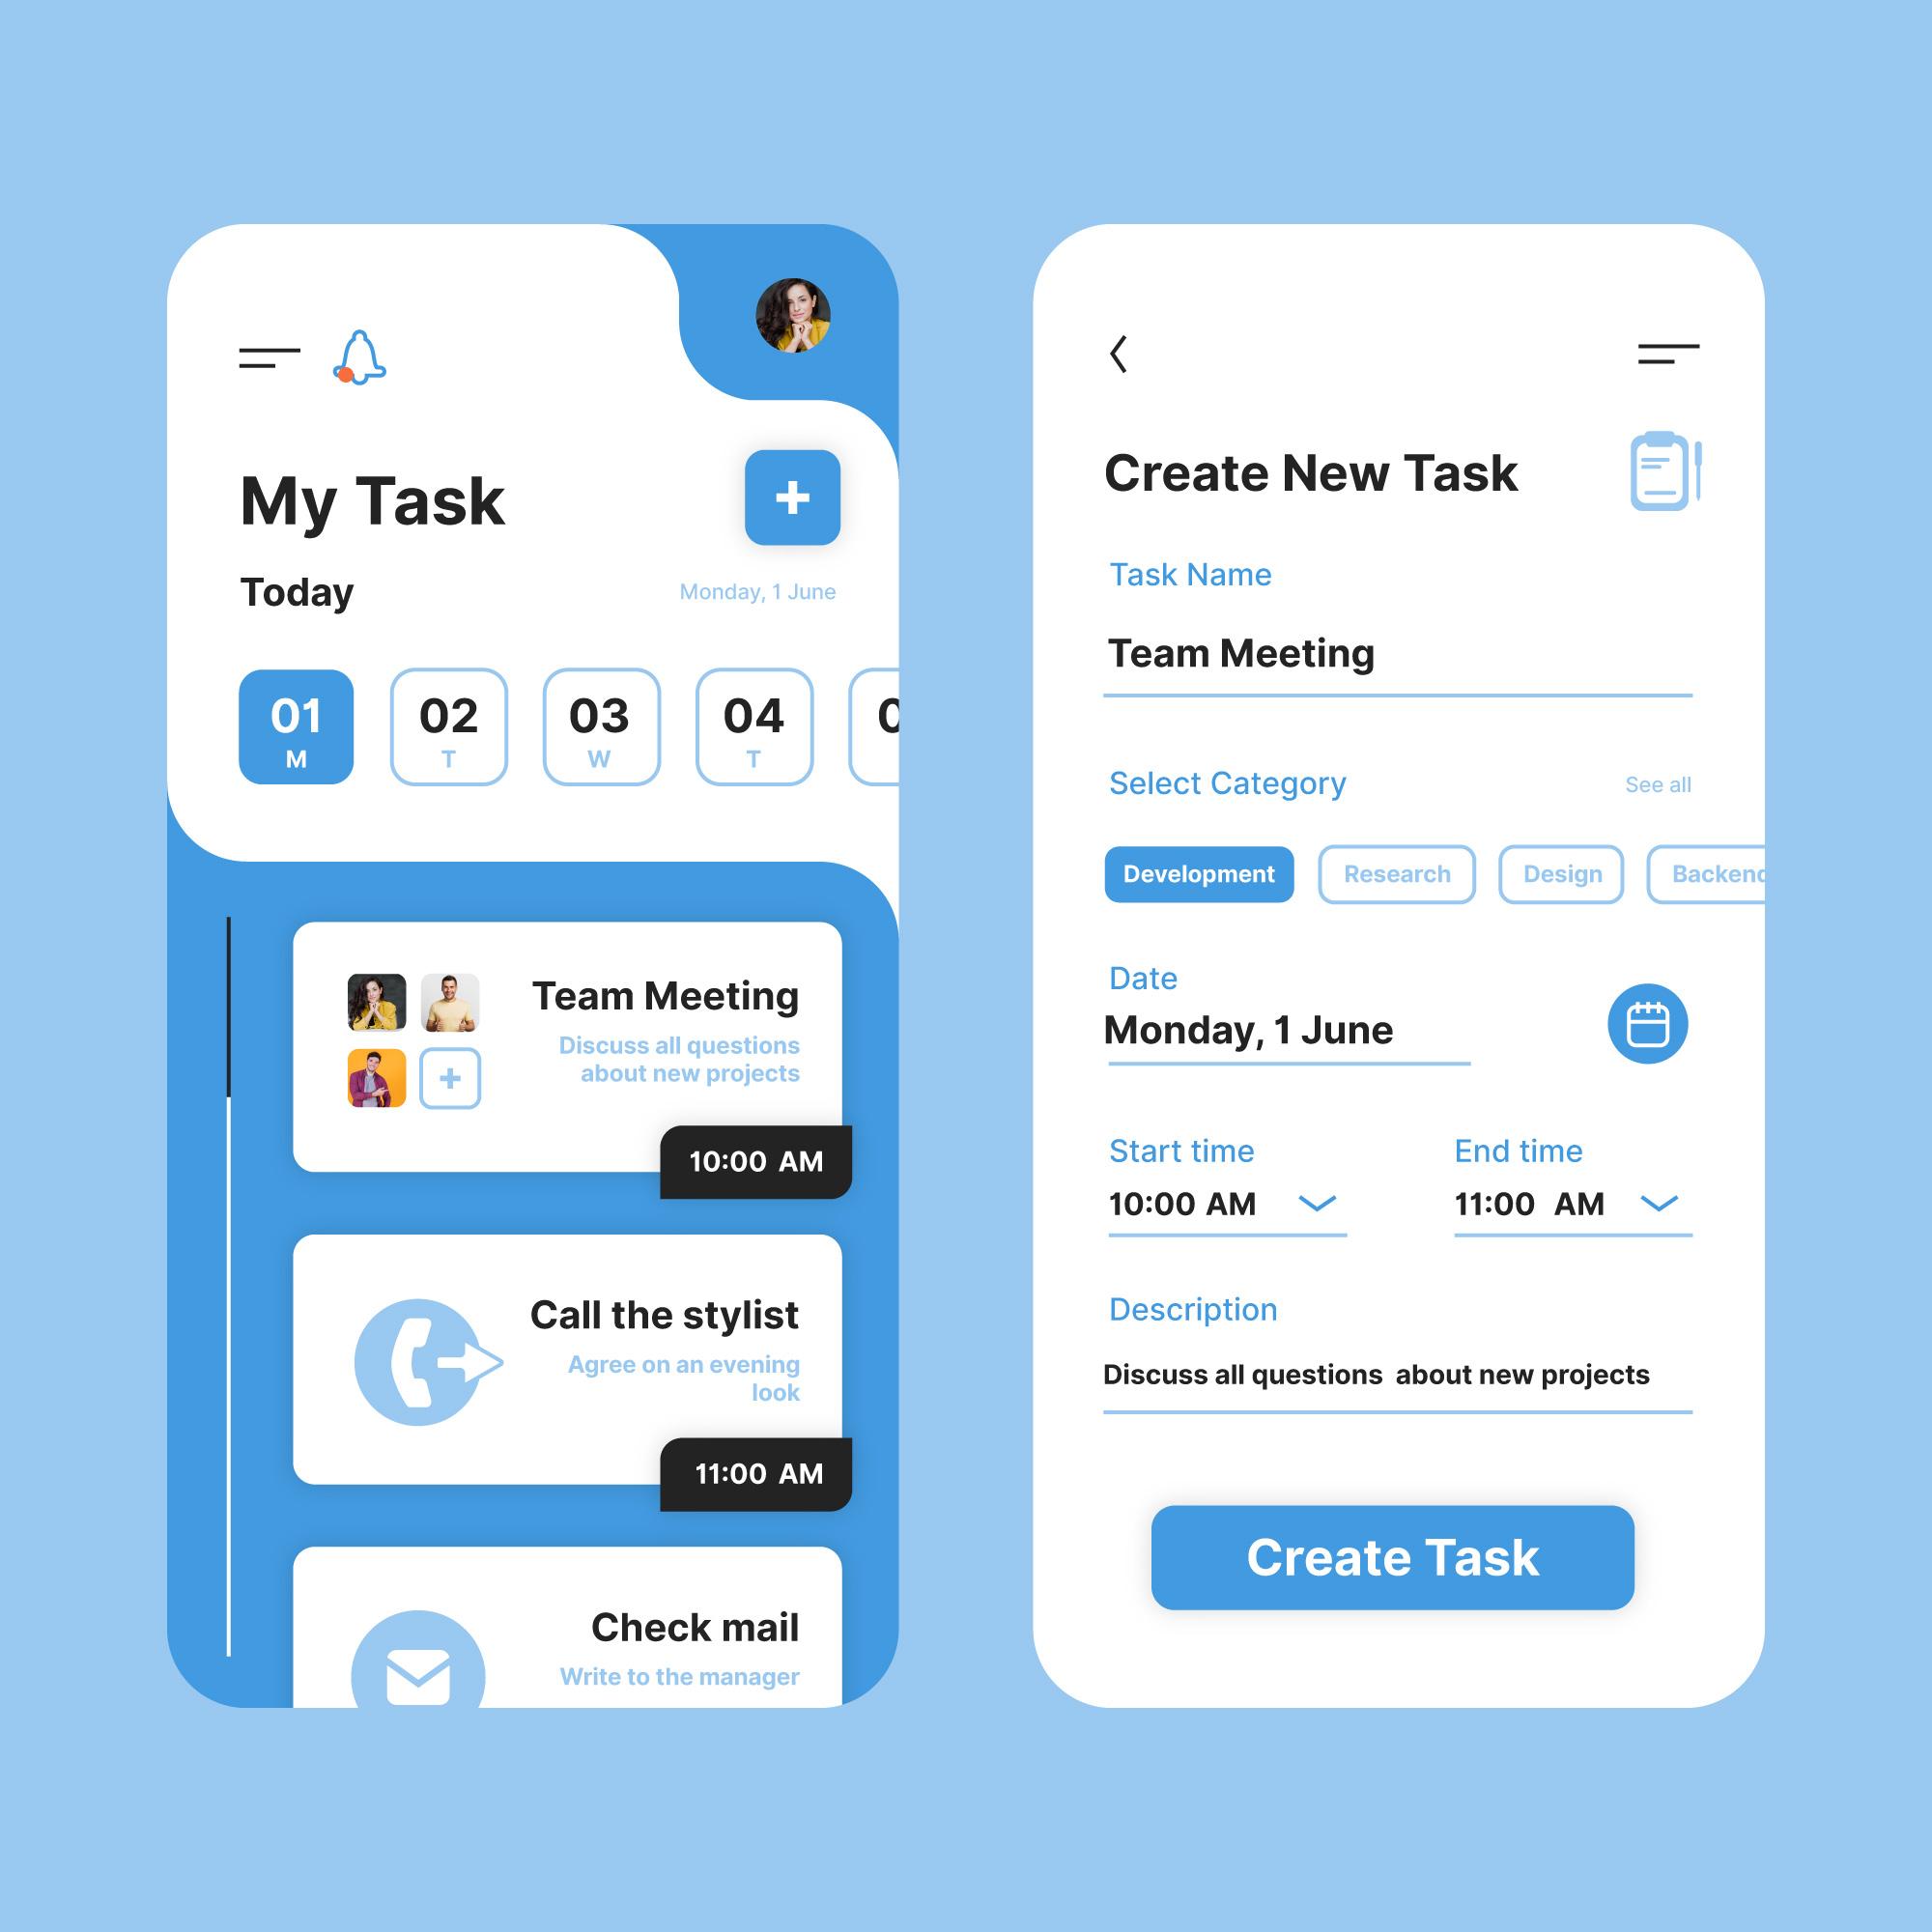 My Task
Today
Monday, 1 June
01
M
02
T
03
W
04
T
0
Team Meeting
Discuss all questions
about new projects
10:00 AM
Call the stylist
Agree on an evening
look
11:00 AM
Check mail
Write to the manager
Create New Task
Task Name
Team Meeting
Select Category
See all
Development
Research
Design
Backend
Date
Monday, 1 June
Start time
End time
10:00 AM
11:00 AM
Description
Discuss all questions about new projects
Create Task